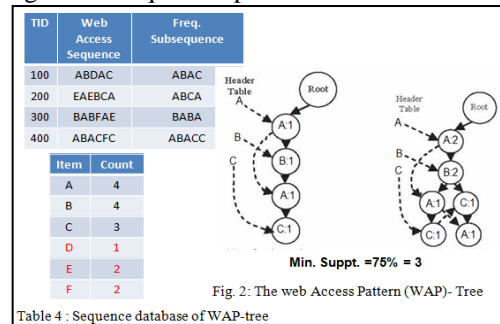 TID Web Access Sequence Freq. Subsequence
100 ABDAC ABAC
200 EAEBCA ABCA
300 BABFAE BABA
400 ABACFC ABACC
Item Count
A 4
B 4
C 3
D 1
E 2
F 2
Header Table
Root
A
B
C
A:1
B:1
A:1
C:1
Header Table
Root
A
B
C
A:2
B:2
A:1
C:1
C:1
A:1
Min. Suppt. =75% = 3
Fig. 2: The web Access Pattern (WAP)- Tree
Table 4 : Sequence database of WAP-tree